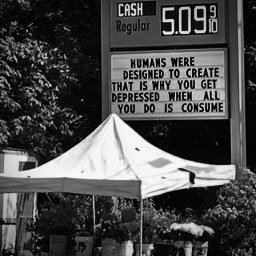 CASH
Regular
5.09 9/10
HUMANS WERE
DESIGNED TO CREATE
THAT IS WHY YOU GET
DEPRESSED WHEN ALL
YOU DO IS CONSUME